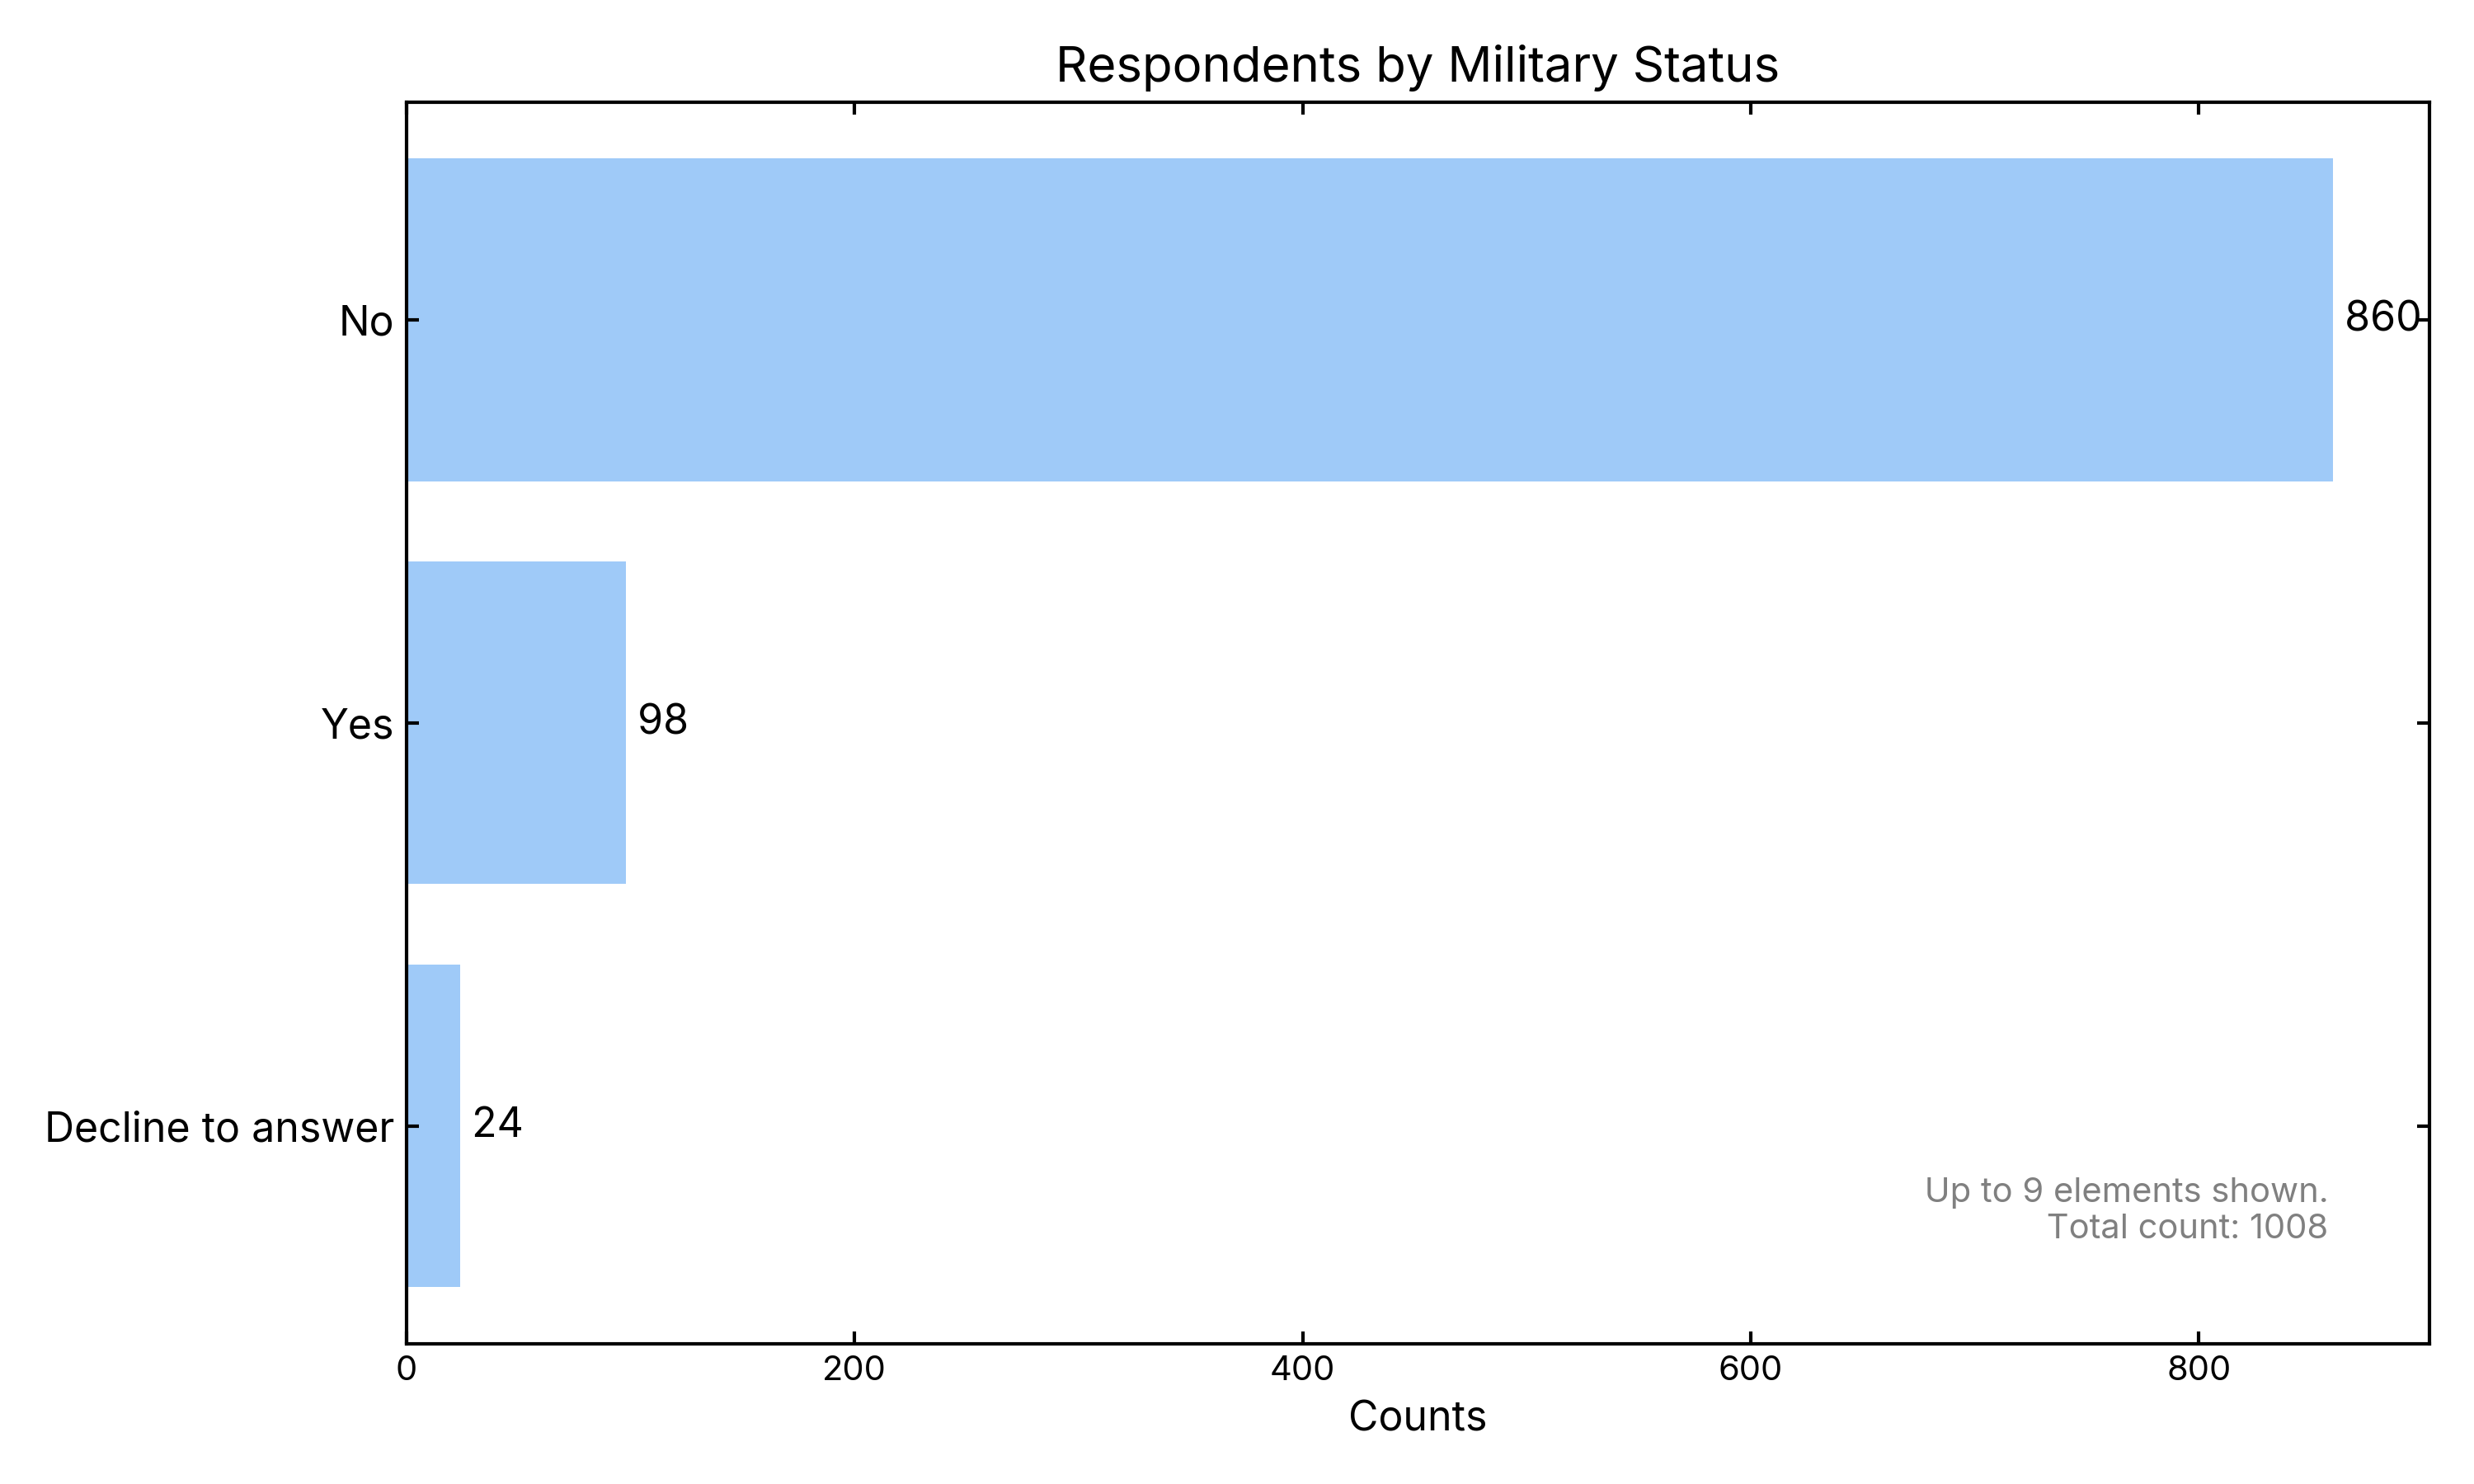 Respondents by Military Status
No
860
Yes
98
Decline to answer
24
Up to 9 elements shown.
Total count: 1008
0 200 400 600 800
Counts